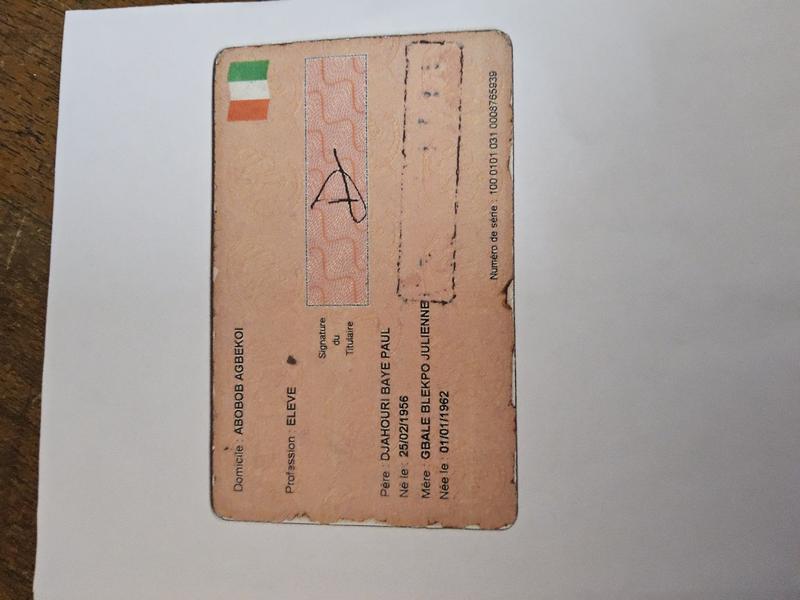 Domicile : ABOBOB AGBEKOI
Profession : ELEVE
Signature
du
Titulaire
Père : DJAHOURI BAYE PAUL
Né le : 25/02/1956
Mère : GBALE BLEKPO JULIENNE
Née le : 01/01/1962
Numéro de série : 100 0101 031 0008765939